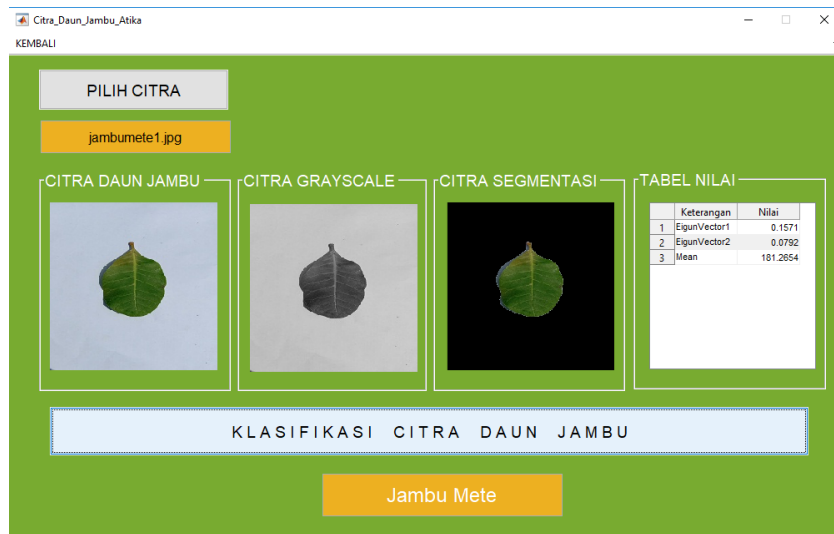 Citra_Daun_Jambu_Atika
KEMBALI
PILIH CITRA
jambumete1.jpg
CITRA DAUN JAMBU
CITRA GRAYSCALE
CITRA SEGMENTASI
TABEL NILAI
Keterangan Nilai
1 EigunVector1 0.1571
2 EigunVector2 0.0792
3 Mean 181.2654
KLASIFIKASI CITRA DAUN JAMBU
Jambu Mete